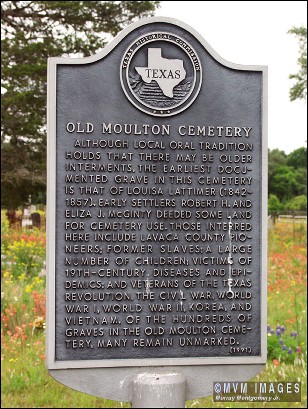 TEXAS HISTORICAL COMMISSION
TEXAS
OLD MOULTON CEMETERY
ALTHOUGH LOCAL ORAL TRADITION
HOLDS THAT THERE MAY BE OLDER
INTERMENTS, THE EARLIEST DOCU-
MENTED GRAVE IN THIS CEMETERY
IS THAT OF LOUISA LATTIMER (1842-
1857). EARLY SETTLERS ROBERT H. AND
ELIZA J. McGINTY DEEDED SOME LAND
FOR CEMETERY USE. THOSE INTERRED
HERE INCLUDE LAVACA COUNTY PIO-
NEERS; FORMER SLAVES; A LARGE
NUMBER OF CHILDREN; VICTIMS OF
19TH-CENTURY DISEASES AND EPI-
DEMICS; AND VETERANS OF THE TEXAS
REVOLUTION, THE CIVIL WAR, WORLD
WAR I, WORLD WAR II, KOREA, AND
VIETNAM. OF THE HUNDREDS OF
GRAVES IN THE OLD MOULTON CEME-
TERY, MANY REMAIN UNMARKED.
(1991)
©MVM IMAGES
Murray Montgomery Jr.